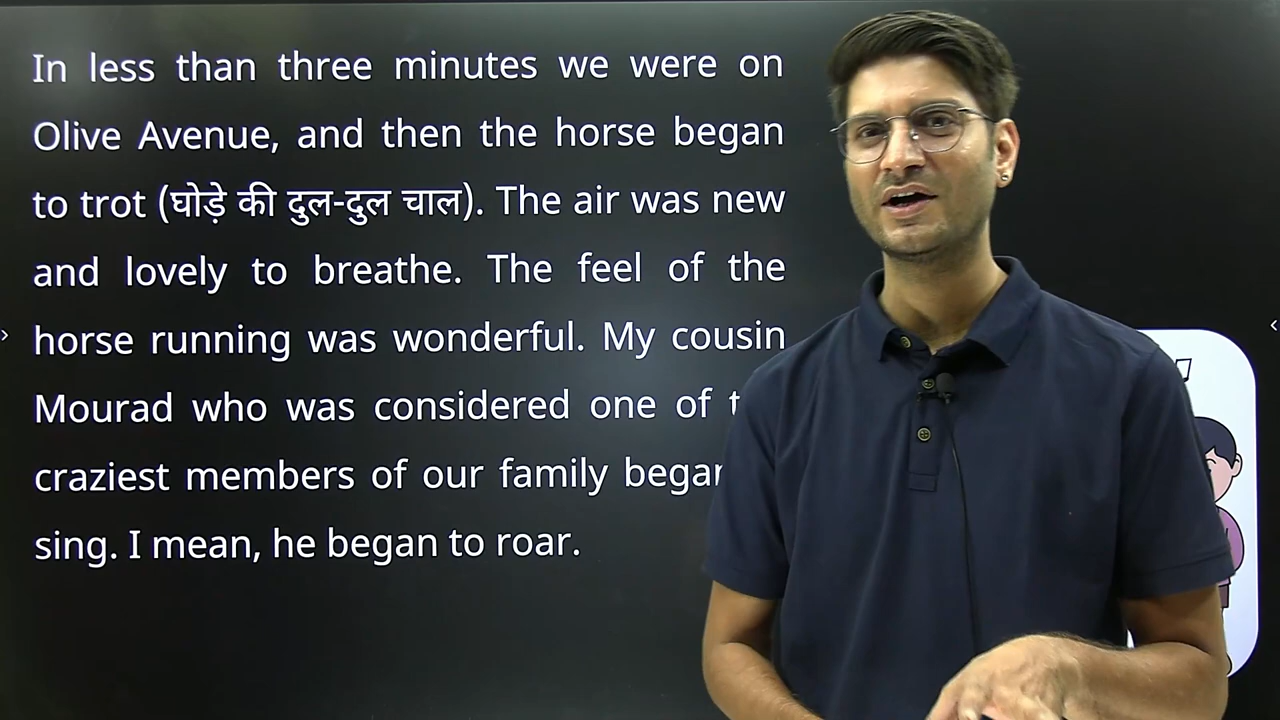 In less than three minutes we were on
Olive Avenue, and then the horse began
to trot (घोड़े की दुल-दुल चाल). The air was new
and lovely to breathe. The feel of the
horse running was wonderful. My cousin
Mourad who was considered one of
craziest members of our family
sing. I mean, he began to roar.